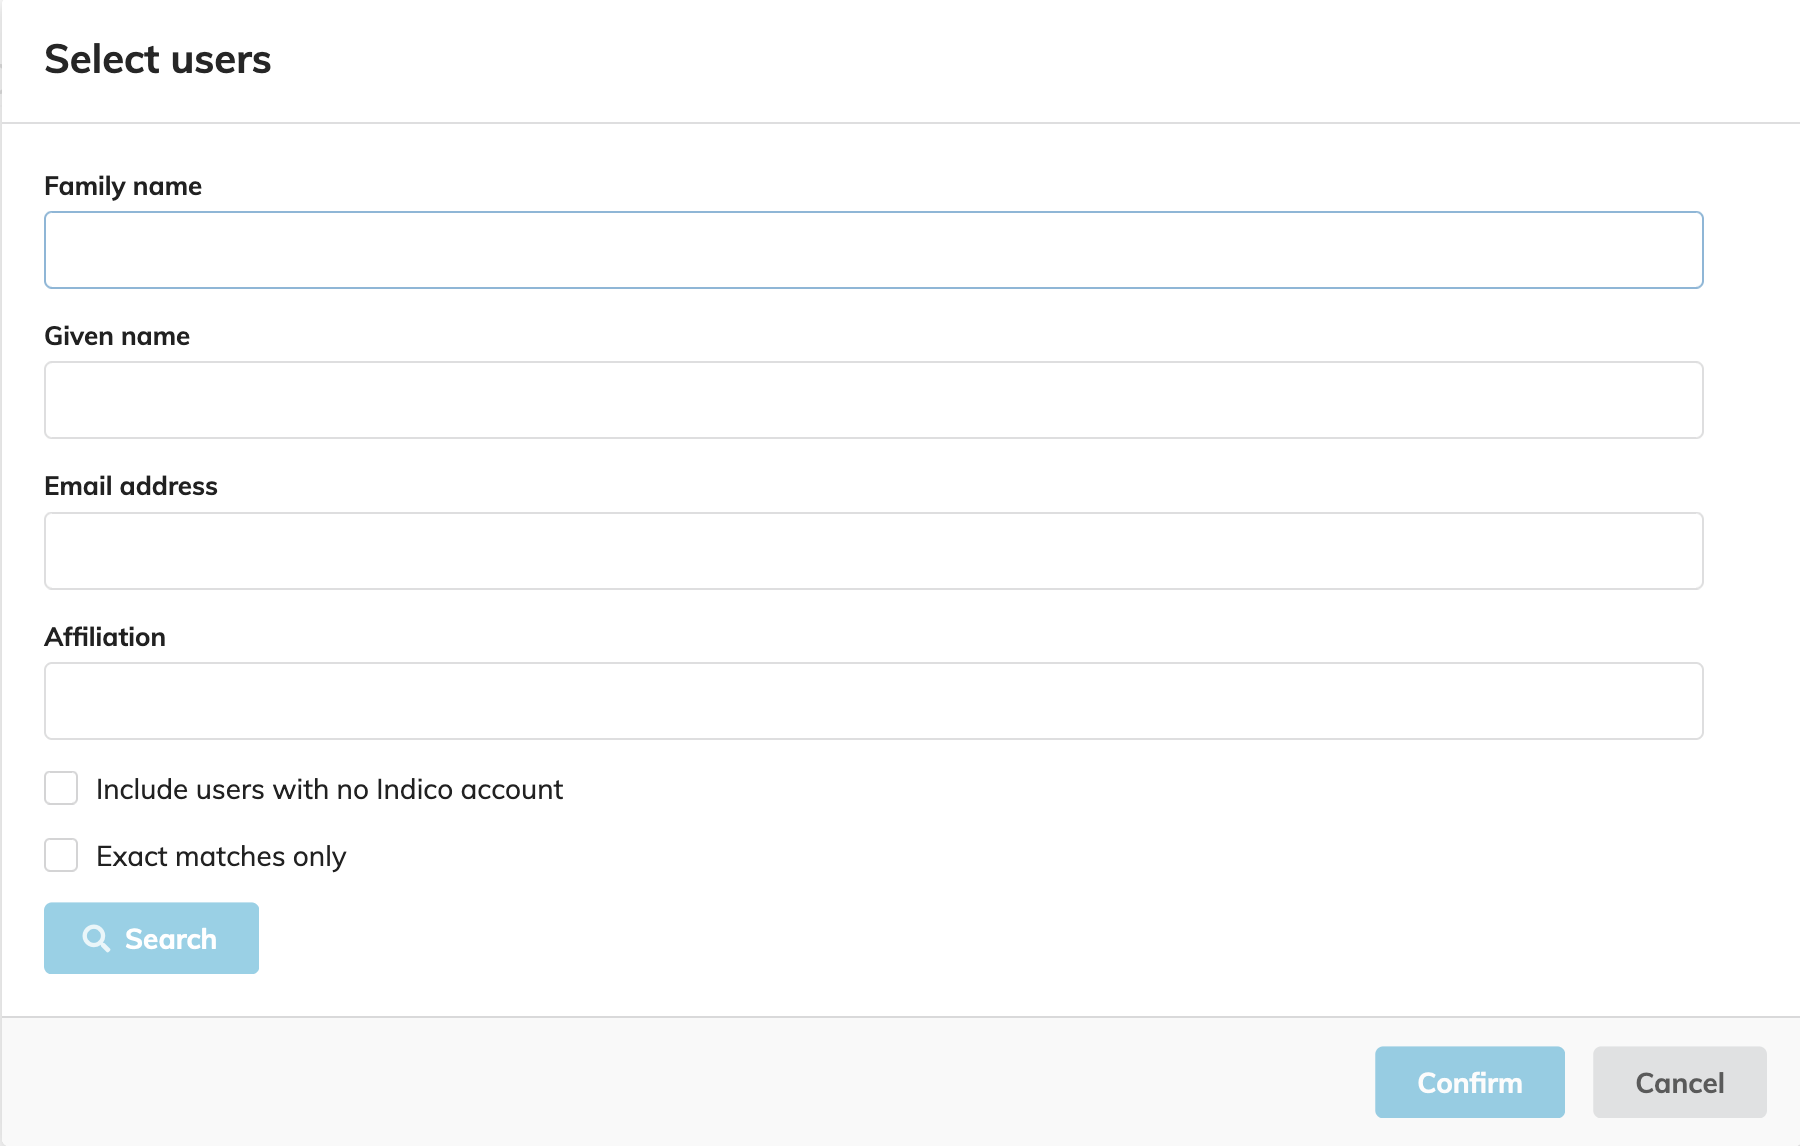 Select users
Family name
Given name
Email address
Affiliation
Include users with no Indico account
Exact matches only
Search
Confirm
Cancel